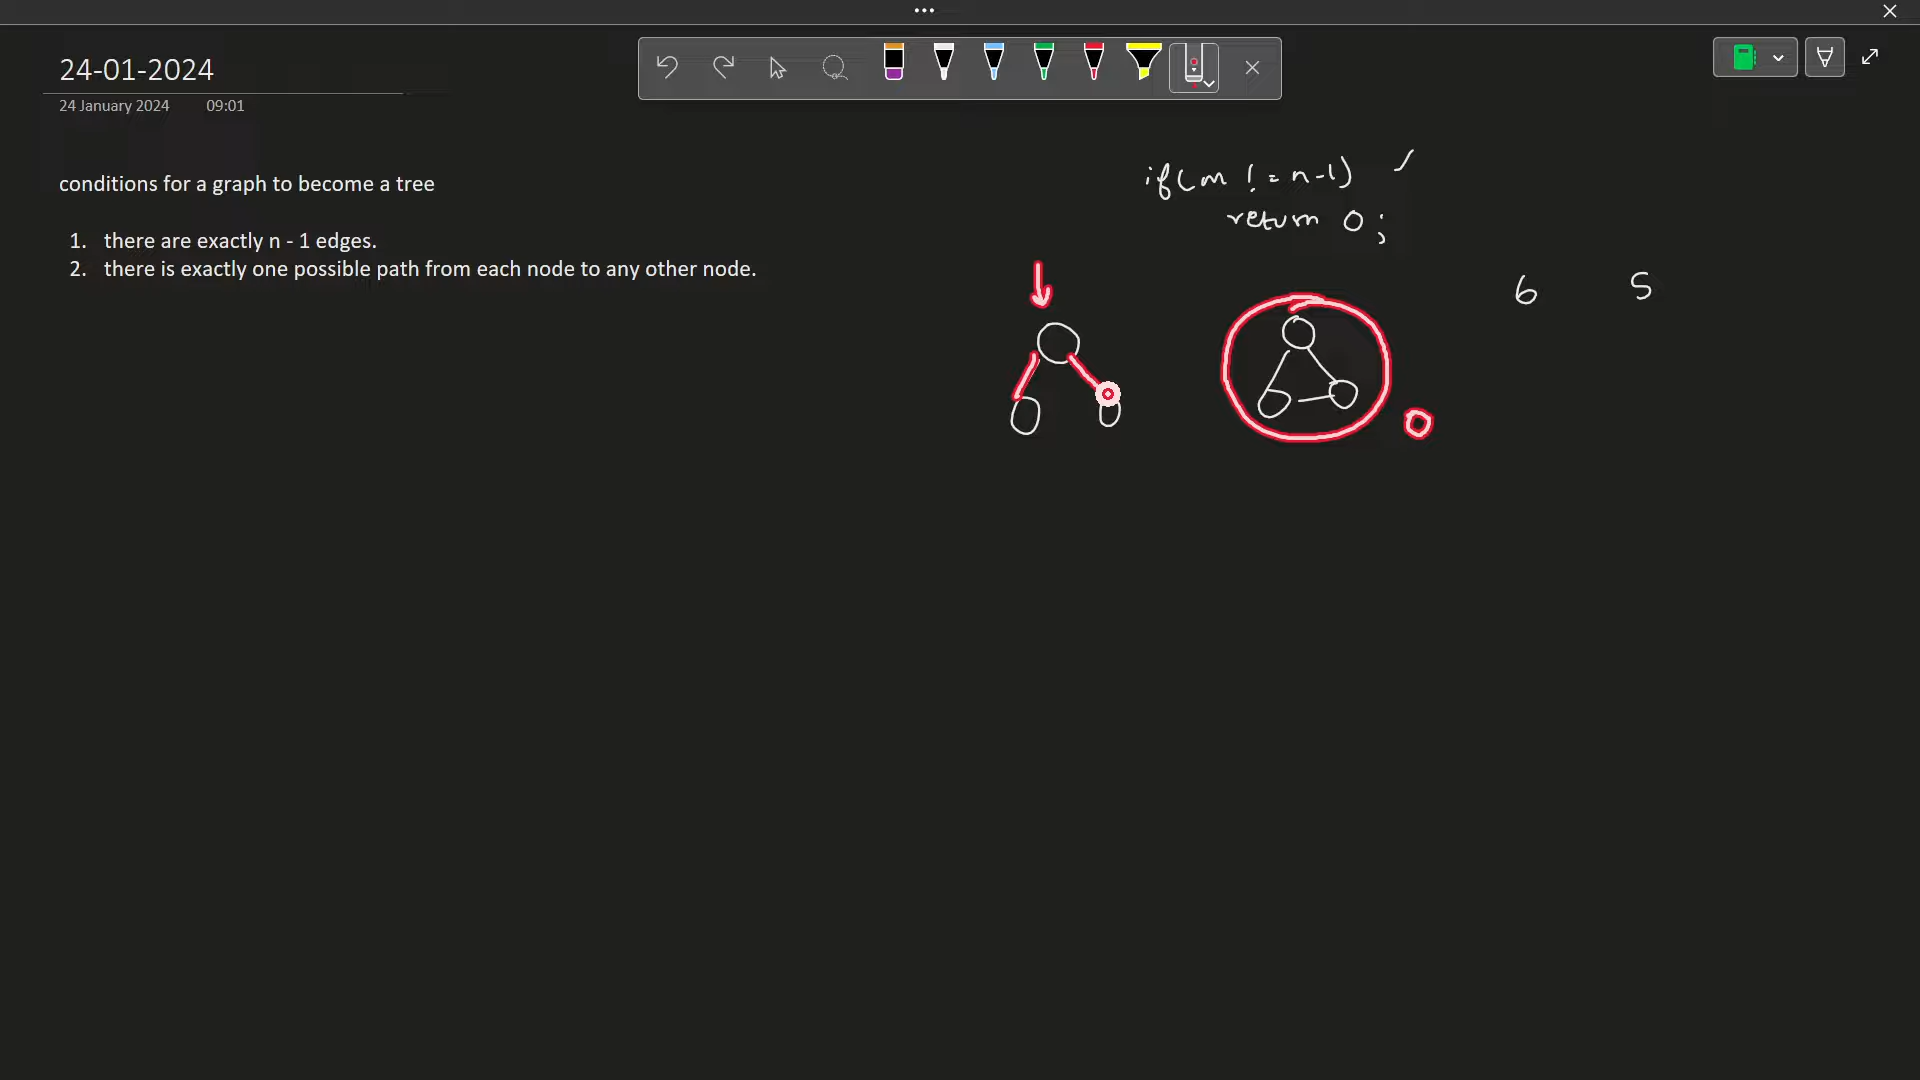 24-01-2024
24 January 2024 09:01
conditions for a graph to become a tree
1. there are exactly n - 1 edges.
2. there is exactly one possible path from each node to any other node.
if(m != n-1)
return 0;
6 5